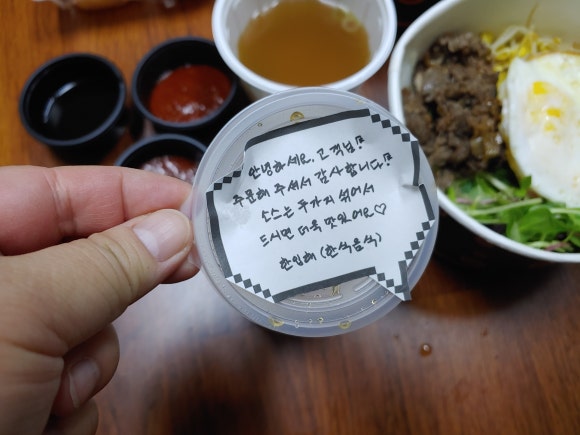 안녕하세요, 고객님!!
주문해 주셔서 감사합니다!!
소스는 두가지 섞어서
드시면 더욱 맛있어요♡
한입해 (한식음식)